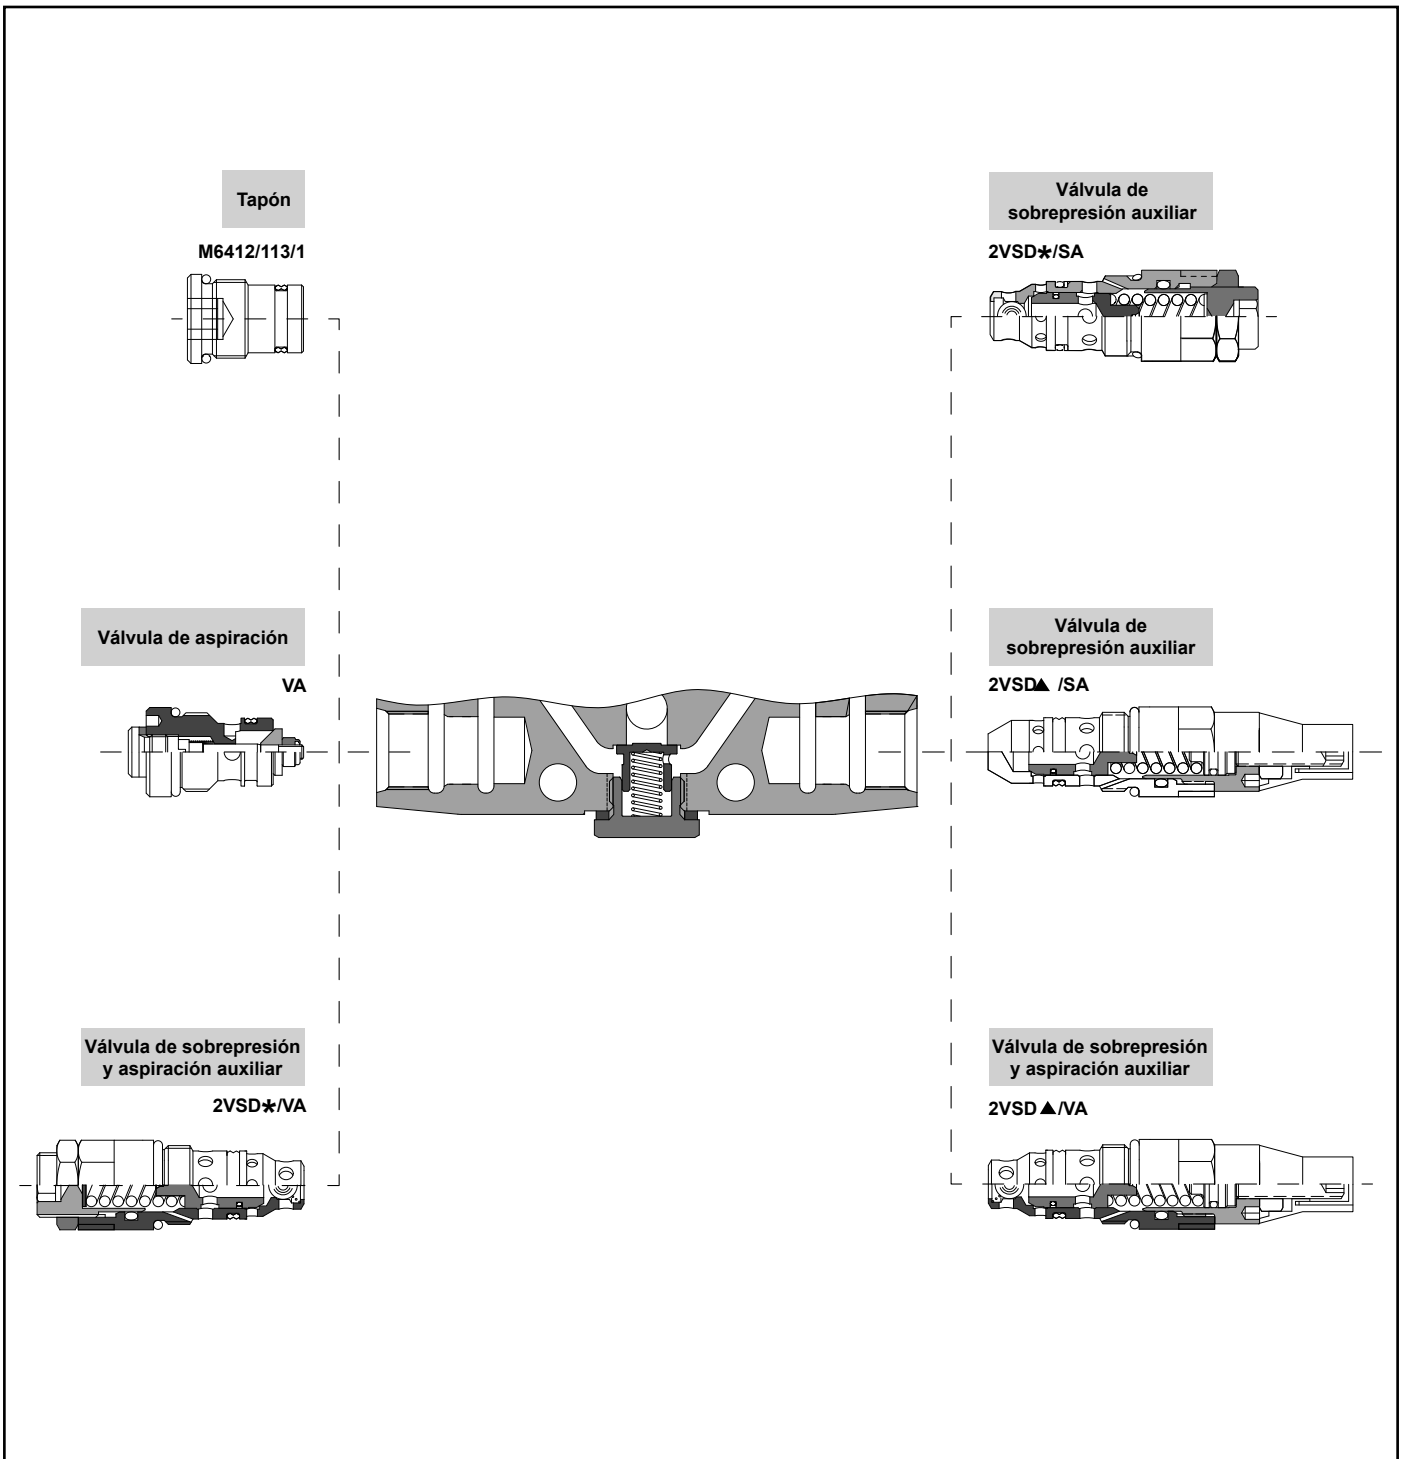 Tapón
M6412/113/1
Válvula de
sobrepresión auxiliar
2VSD*/SA
Válvula de aspiración
VA
Válvula de
sobrepresión auxiliar
2VSD▲ /SA
Válvula de sobrepresión
y aspiración auxiliar
2VSD*/VA
Válvula de sobrepresión
y aspiración auxiliar
2VSD▲/VA